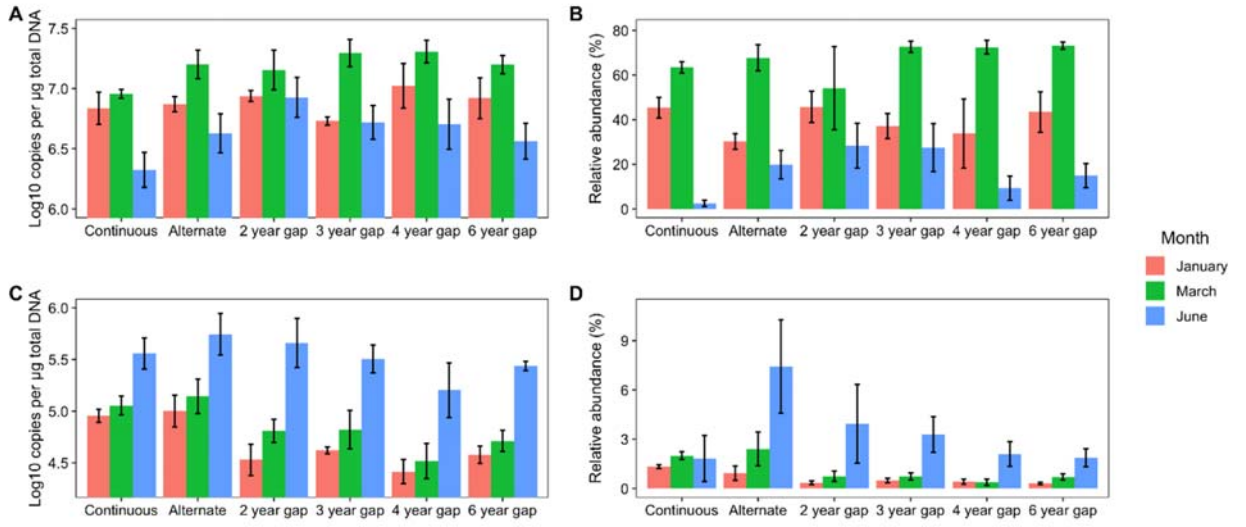 A
Log10 copies per µg total DNA
7.5
7.0
6.5
6.0
Continuous Alternate 2 year gap 3 year gap 4 year gap 6 year gap
B
Relative abundance (%)
80
60
40
20
0
Continuous Alternate 2 year gap 3 year gap 4 year gap 6 year gap
C
Log10 copies per µg total DNA
6.0
5.5
5.0
4.5
Continuous Alternate 2 year gap 3 year gap 4 year gap 6 year gap
D
Relative abundance (%)
9
6
3
0
Continuous Alternate 2 year gap 3 year gap 4 year gap 6 year gap
Month
January
March
June